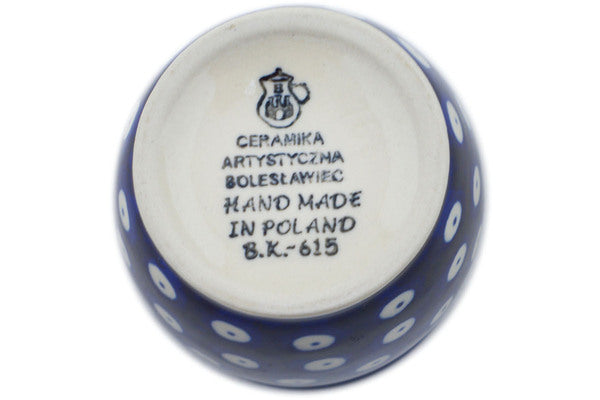 B
CERAMIKA
ARTYSTYCZNA
BOLESŁAWIEC
HAND MADE
IN POLAND
B.K.-615